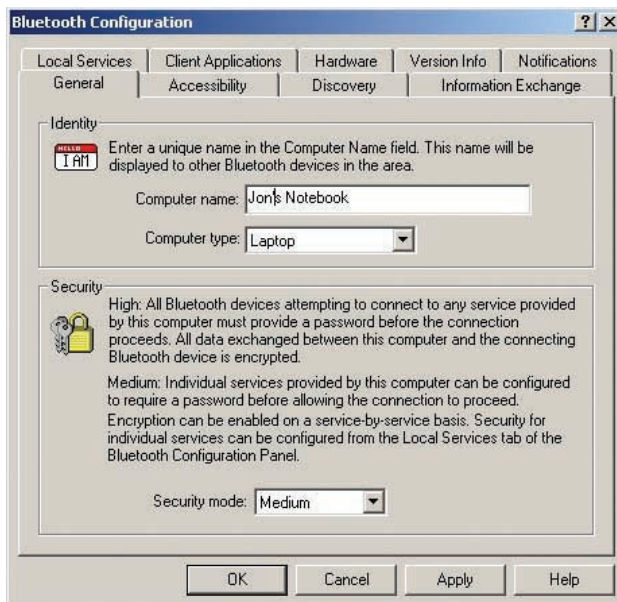 Bluetooth Configuration
Local Services Client Applications Hardware Version Info Notifications
General Accessibility Discovery Information Exchange
Identity
HELLO
I AM
Enter a unique name in the Computer Name field. This name will be
displayed to other Bluetooth devices in the area.
Computer name: Jon's Notebook
Computer type: Laptop
Security
High: All Bluetooth devices attempting to connect to any service provided
by this computer must provide a password before the connection
proceeds. All data exchanged between this computer and the connecting
Bluetooth device is encrypted.
Medium: Individual services provided by this computer can be configured
to require a password before allowing the connection to proceed.
Encryption can be enabled on a service-by-service basis. Security for
individual services can be configured from the Local Services tab of the
Bluetooth Configuration Panel.
Security mode: Medium
OK Cancel Apply Help